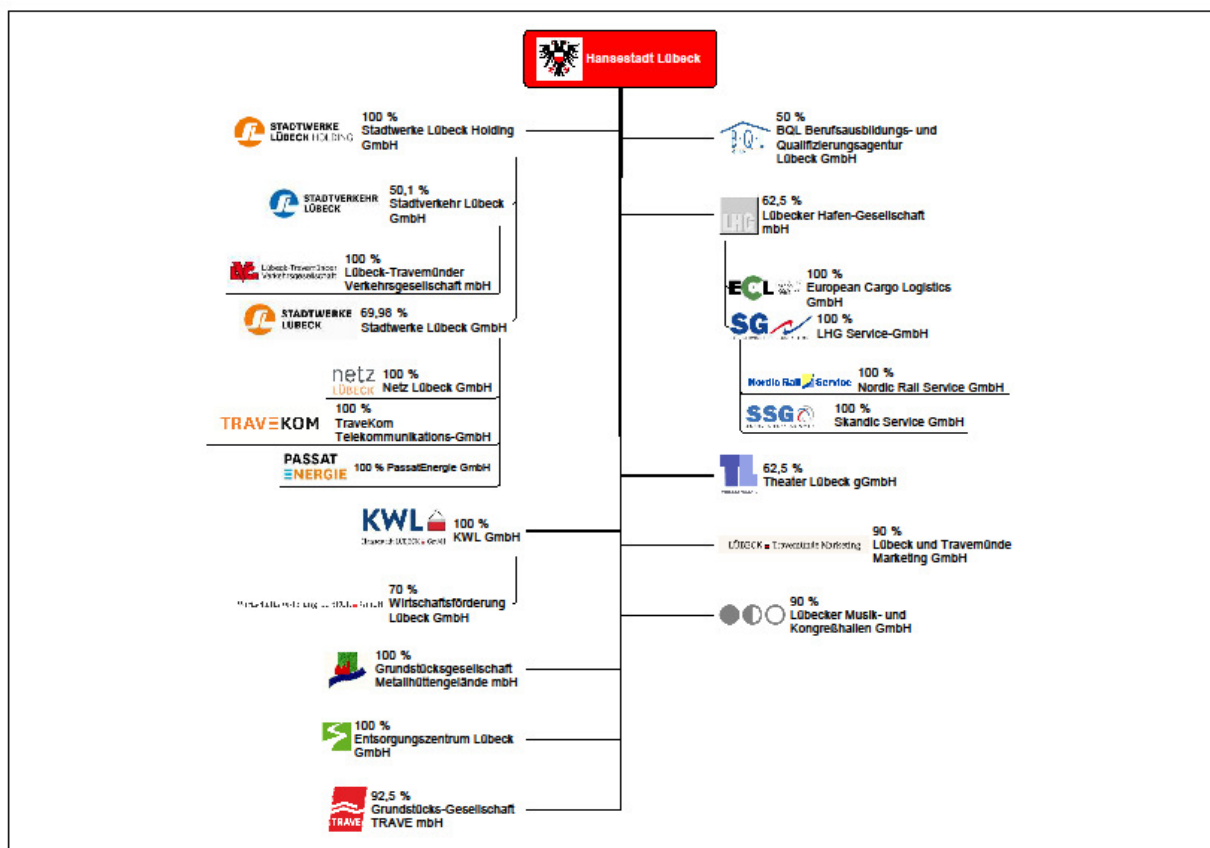 Hansestadt Lübeck
STADTWERKE
LÜBECK HOLDING
100 %
Stadtwerke Lübeck Holding
GmbH
STADTVERKEHR
LÜBECK
50,1 %
Stadtverkehr Lübeck
GmbH
Lübeck-Travemünder
Verkehrsgesellschaft
100 %
Lübeck-Travemünder
Verkehrsgesellschaft mbH
STADTWERKE
LÜBECK
69,98 %
Stadtwerke Lübeck GmbH
netz
LÜBECK
100 %
Netz Lübeck GmbH
TRAVEKOM
100 %
TraveKom
Telekommunikations-GmbH
PASSAT
ENERGIE
100 % PassatEnergie GmbH
KWL
100 %
KWL GmbH
70 %
Wirtschaftsförderung
Lübeck GmbH
100 %
Grundstücksgesellschaft
Metallhüttengelände mbH
100 %
Entsorgungszentrum Lübeck
GmbH
TRAVE
92,5 %
Grundstücks-Gesellschaft
TRAVE mbH
BQL
50 %
BQL Berufsausbildungs- und
Qualifizierungsagentur
Lübeck GmbH
LHG
62,5 %
Lübecker Hafen-Gesellschaft
mbH
ECL
100 %
European Cargo Logistics
GmbH
SG
100 %
LHG Service-GmbH
Nordic Rail Service
100 %
Nordic Rail Service GmbH
SSG
100 %
Skandic Service GmbH
TL
62,5 %
Theater Lübeck gGmbH
LÜBECK Travemünde Marketing
90 %
Lübeck und Travemünde
Marketing GmbH
90 %
Lübecker Musik- und
Kongreßhallen GmbH